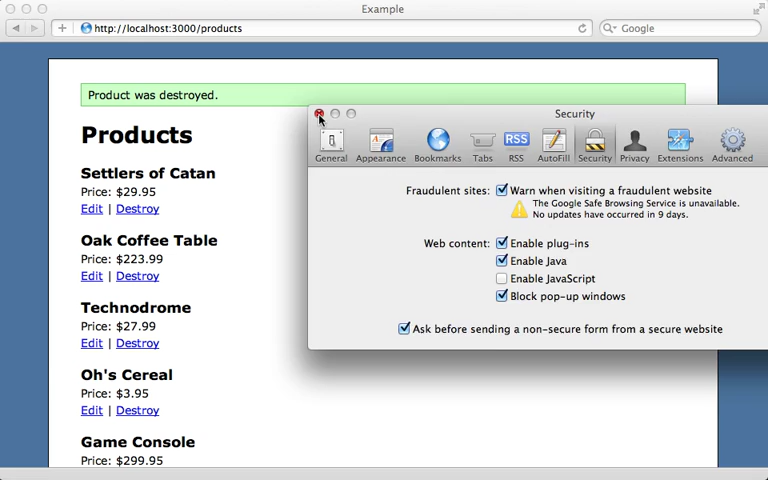 Example
http://localhost:3000/products
Google
Product was destroyed.
Products
Settlers of Catan
Price: $29.95
Edit | Destroy
Oak Coffee Table
Price: $223.99
Edit | Destroy
Technodrome
Price: $27.99
Edit | Destroy
Oh's Cereal
Price: $3.95
Edit | Destroy
Game Console
Price: $299.95
Security
RSS
General Appearance Bookmarks Tabs RSS AutoFill Security Privacy Extensions Advanced
Fraudulent sites: Warn when visiting a fraudulent website
The Google Safe Browsing Service is unavailable.
No updates have occurred in 9 days.
Web content: Enable plug-ins
Enable Java
Enable JavaScript
Block pop-up windows
Ask before sending a non-secure form from a secure website